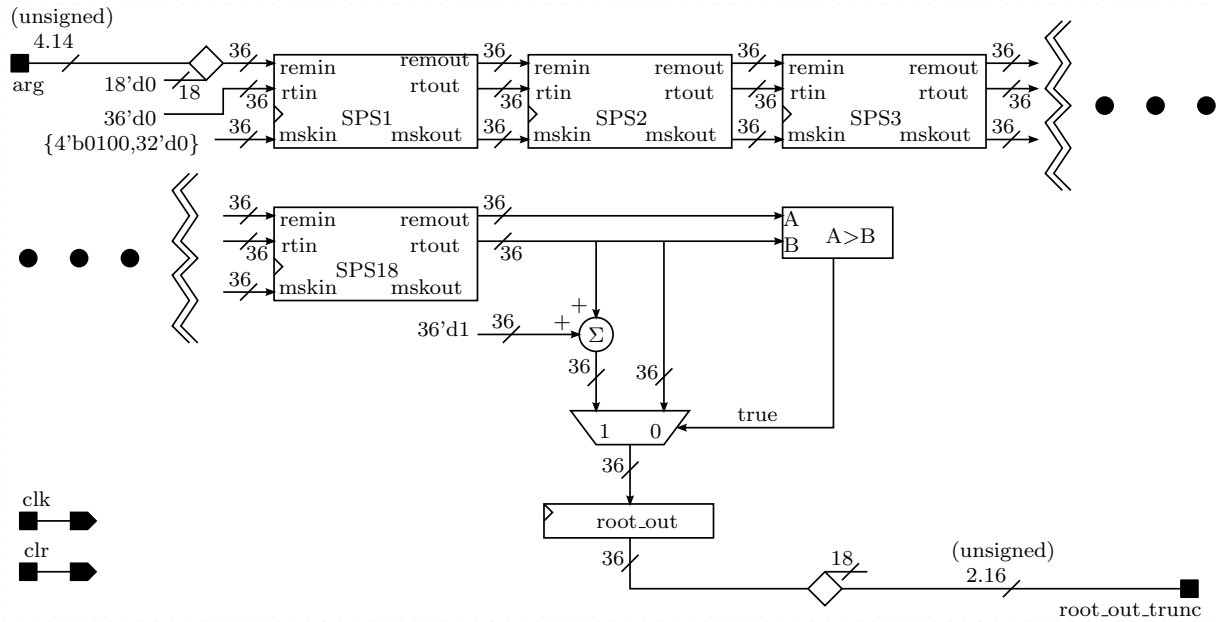 (unsigned)
4.14
arg
18'd0
18
36'd0
{4'b0100,32'd0}
36
36
36
remin
rtin
mskin
SPS1
remout
rtout
mskout
36
36
36
remin
rtin
mskin
SPS2
remout
rtout
mskout
36
36
36
remin
rtin
mskin
SPS3
remout
rtout
mskout
36
36
36
36
36
36
remin
rtin
mskin
SPS18
remout
rtout
mskout
36
36
A
B
A>B
36'd1
36
+
+
Σ
36
36
1
0
true
36
root_out
36
clk
clr
18
(unsigned)
2.16
root_out_trunc